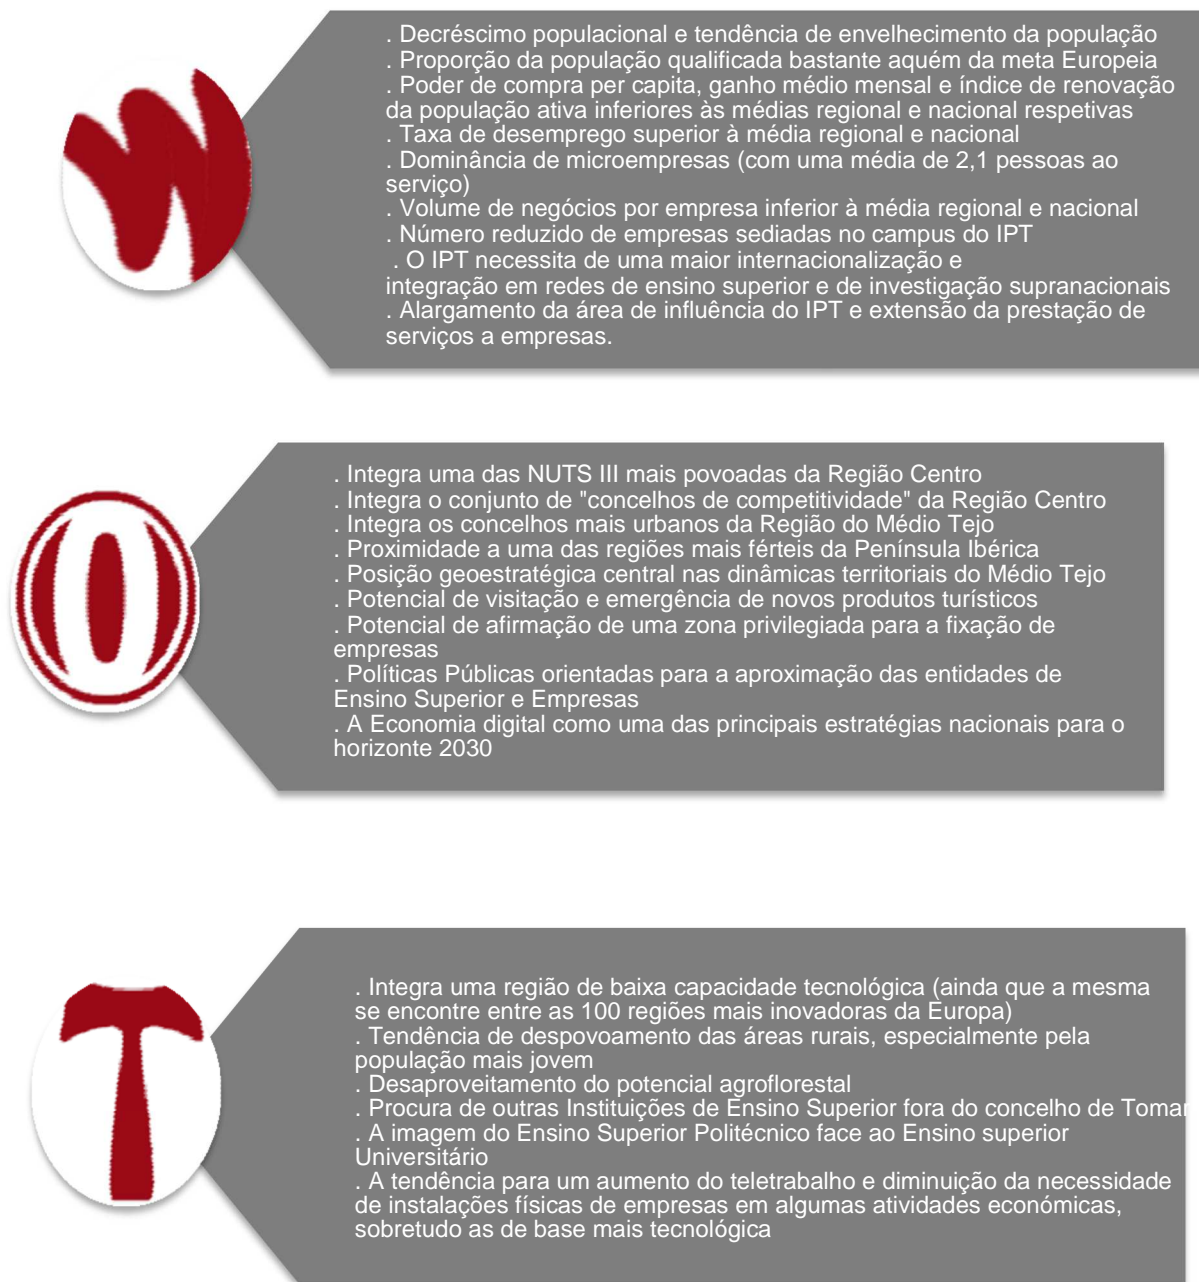 W
. Decréscimo populacional e tendência de envelhecimento da população
. Proporção da população qualificada bastante aquém da meta Europeia
. Poder de compra per capita, ganho médio mensal e índice de renovação
da população ativa inferiores às médias regional e nacional respetivas
. Taxa de desemprego superior à média regional e nacional
. Dominância de microempresas (com uma média de 2,1 pessoas ao
serviço)
. Volume de negócios por empresa inferior à média regional e nacional
. Número reduzido de empresas sediadas no campus do IPT
. O IPT necessita de uma maior internacionalização e
integração em redes de ensino superior e de investigação supranacionais
. Alargamento da área de influência do IPT e extensão da prestação de
serviços a empresas.
O
. Integra uma das NUTS III mais povoadas da Região Centro
. Integra o conjunto de "concelhos de competitividade" da Região Centro
. Integra os concelhos mais urbanos da Região do Médio Tejo
. Proximidade a uma das regiões mais férteis da Península Ibérica
. Posição geoestratégica central nas dinâmicas territoriais do Médio Tejo
. Potencial de visitação e emergência de novos produtos turísticos
. Potencial de afirmação de uma zona privilegiada para a fixação de
empresas
. Políticas Públicas orientadas para a aproximação das entidades de
Ensino Superior e Empresas
. A Economia digital como uma das principais estratégias nacionais para o
horizonte 2030
T
. Integra uma região de baixa capacidade tecnológica (ainda que a mesma
se encontre entre as 100 regiões mais inovadoras da Europa)
. Tendência de despovoamento das áreas rurais, especialmente pela
população mais jovem
. Desaproveitamento do potencial agroflorestal
. Procura de outras Instituições de Ensino Superior fora do concelho de Tomar
. A imagem do Ensino Superior Politécnico face ao Ensino superior
Universitário
. A tendência para um aumento do teletrabalho e diminuição da necessidade
de instalações físicas de empresas em algumas atividades económicas,
sobretudo as de base mais tecnológica